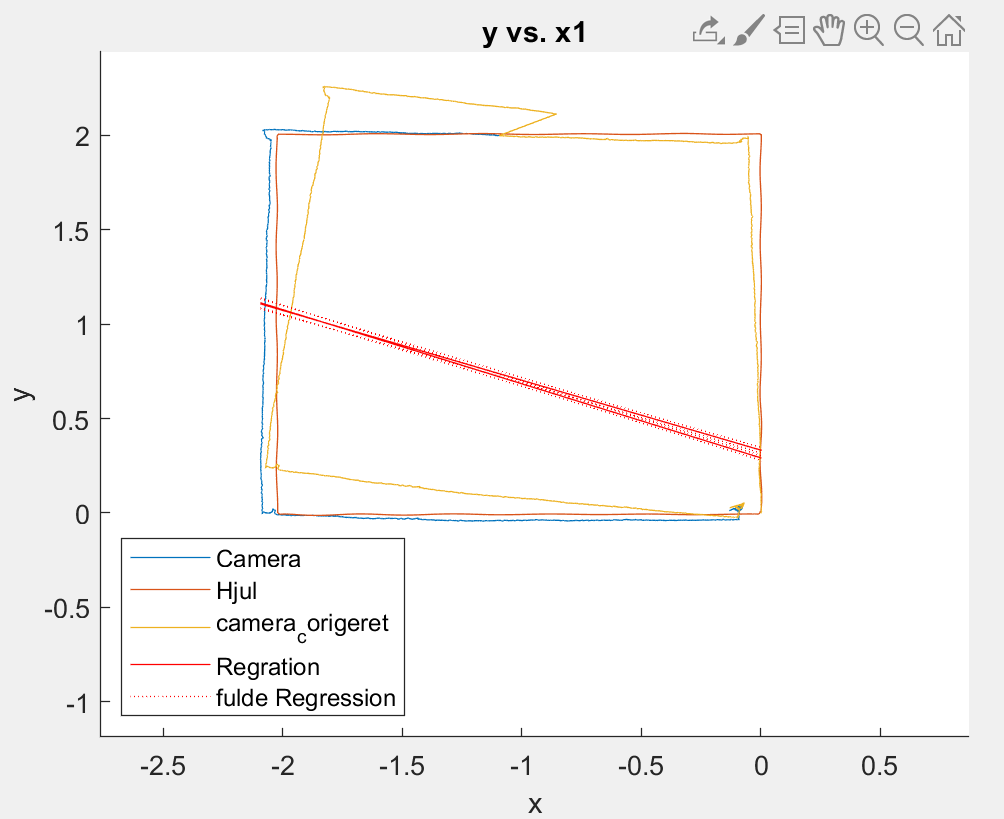 y vs. x1
2
1.5
1
0.5
0
-0.5
-1
y
-2.5 -2 -1.5 -1 -0.5 0 0.5
x
Camera
Hjul
camera_corigeret
Regration
fulde Regression